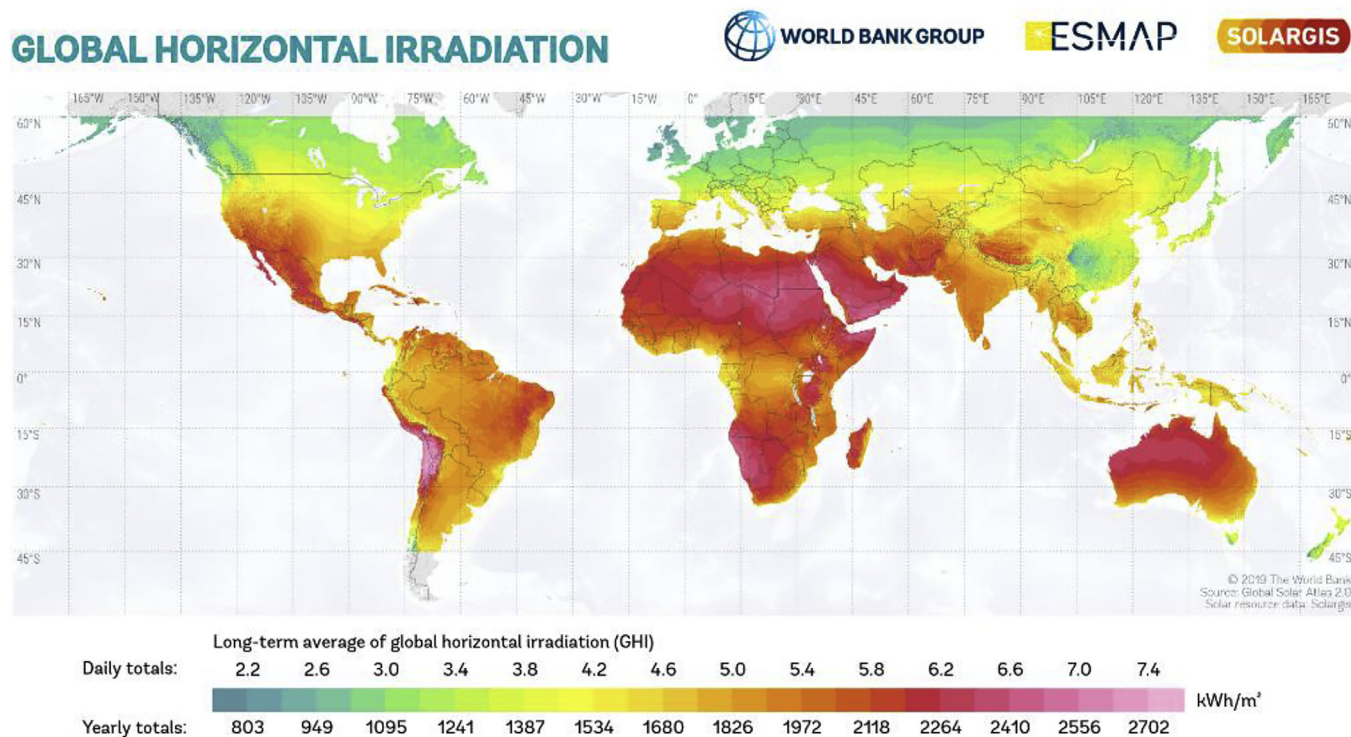 GLOBAL HORIZONTAL IRRADIATION
WORLD BANK GROUP
ESMAP
SOLARGIS
165°W 150°W 135°W 120°W 105°W 90°W 75°W 60°W 45°W 30°W 15°W 0° 15°E 30°E 45°E 60°E 75°E 90°E 105°E 120°E 135°E 150°E 165°E
60°N 60°N
45°N 45°N
30°N 30°N
15°N 15°N
0° 0°
15°S 15°S
30°S 30°S
45°S 45°S
© 2019 The World Bank
Source: Global Solar Atlas 2.0
Solar resource data: Solargis
Long-term average of global horizontal irradiation (GHI)
Daily totals: 2.2 2.6 3.0 3.4 3.8 4.2 4.6 5.0 5.4 5.8 6.2 6.6 7.0 7.4
kWh/m²
Yearly totals: 803 949 1095 1241 1387 1534 1680 1826 1972 2118 2264 2410 2556 2702